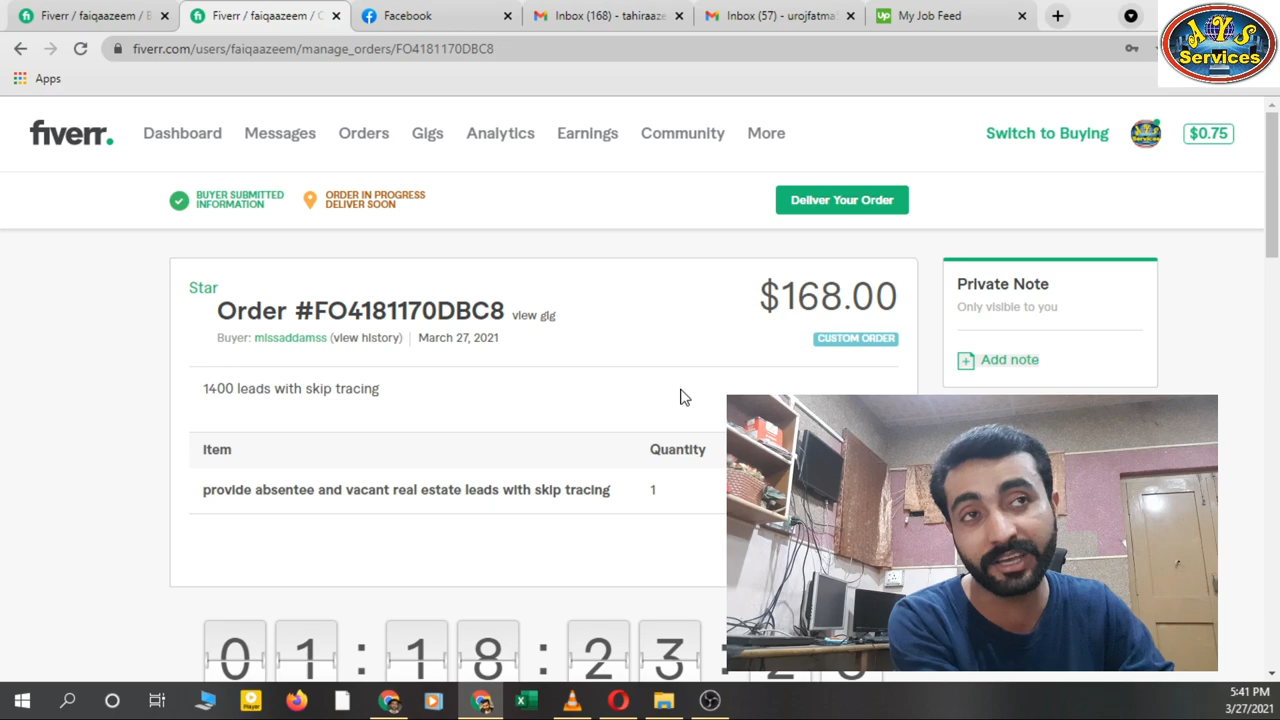 Fiverr / faiqaazeem / B
Fiverr / faiqaazeem / C
Facebook
Inbox (168) - tahiraaze
Inbox (57) - urojfatma
My Job Feed
fiverr.com/users/faiqaazeem/manage_orders/FO4181170DBC8
Apps
AYS
Services
fiverr.
Dashboard
Messages
Orders
Gigs
Analytics
Earnings
Community
More
Switch to Buying
$0.75
BUYER SUBMITTED
INFORMATION
ORDER IN PROGRESS
DELIVER SOON
Deliver Your Order
Star
Order #FO4181170DBC8 view gig
$168.00
Buyer: missaddamss (view history) | March 27, 2021
CUSTOM ORDER
1400 leads with skip tracing
Item
Quantity
provide absentee and vacant real estate leads with skip tracing
1
Private Note
Only visible to you
Add note
01 : 18 : 23 :
5:41 PM
3/27/2021